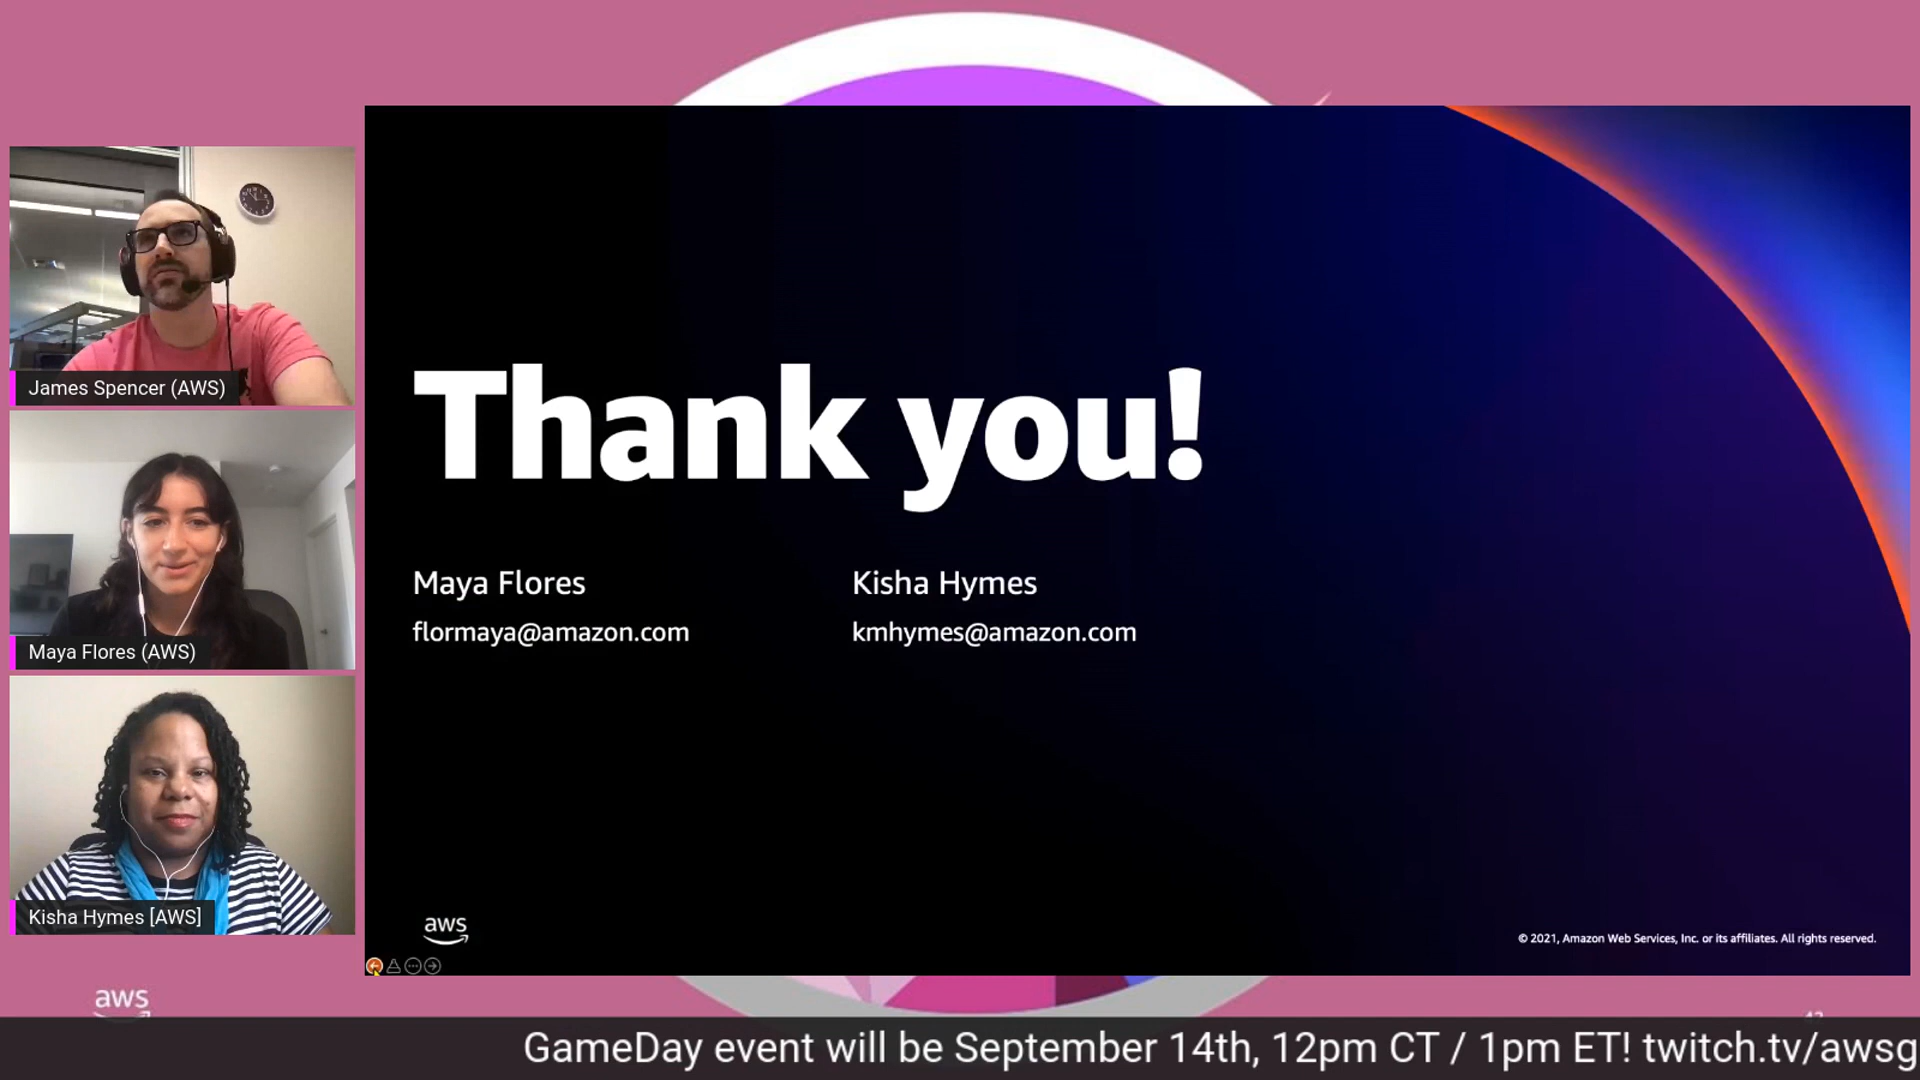 James Spencer (AWS)
Maya Flores (AWS)
Kisha Hymes [AWS]
Thank you!
Maya Flores
flormaya@amazon.com
Kisha Hymes
kmhymes@amazon.com
aws
© 2021, Amazon Web Services, Inc. or its affiliates. All rights reserved.
aws
GameDay event will be September 14th, 12pm CT / 1pm ET! twitch.tv/awsg